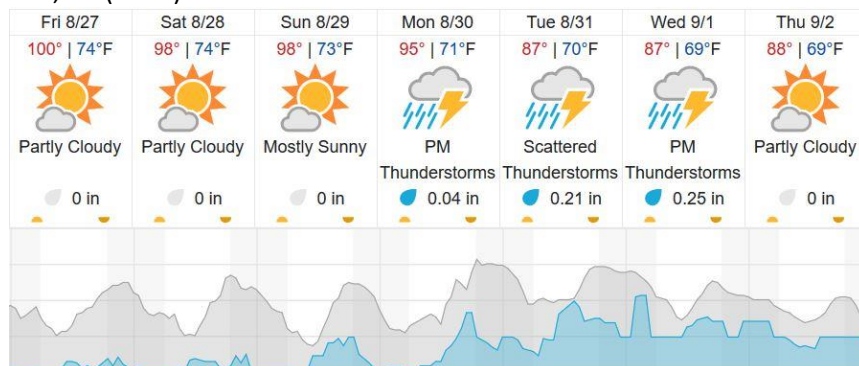 Fri 8/27 Sat 8/28 Sun 8/29 Mon 8/30 Tue 8/31 Wed 9/1 Thu 9/2
100° | 74°F 98° | 74°F 98° | 73°F 95° | 71°F 87° | 70°F 87° | 69°F 88° | 69°F
Partly Cloudy Partly Cloudy Mostly Sunny PM Scattered PM Partly Cloudy
Thunderstorms Thunderstorms Thunderstorms
0 in 0 in 0 in 0.04 in 0.21 in 0.25 in 0 in